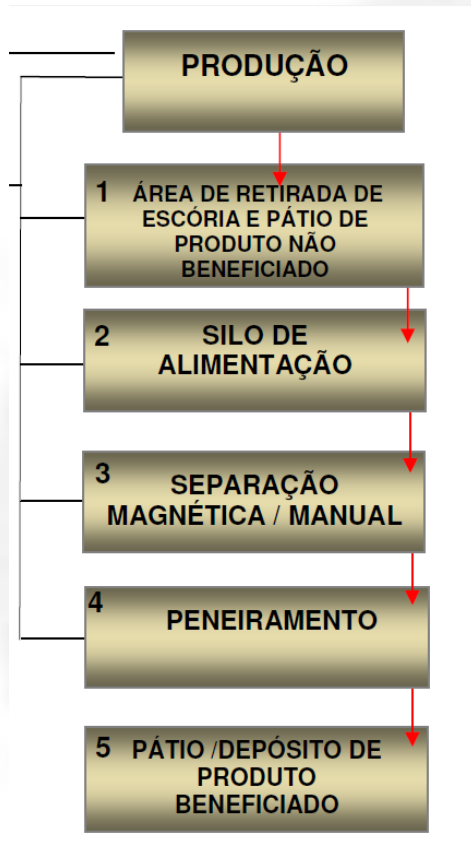 PRODUÇÃO
1 ÁREA DE RETIRADA DE
ESCÓRIA E PÁTIO DE
PRODUTO NÃO
BENEFICIADO
2 SILO DE
ALIMENTAÇÃO
3 SEPARAÇÃO
MAGNÉTICA / MANUAL
4 PENEIRAMENTO
5 PÁTIO /DEPÓSITO DE
PRODUTO
BENEFICIADO